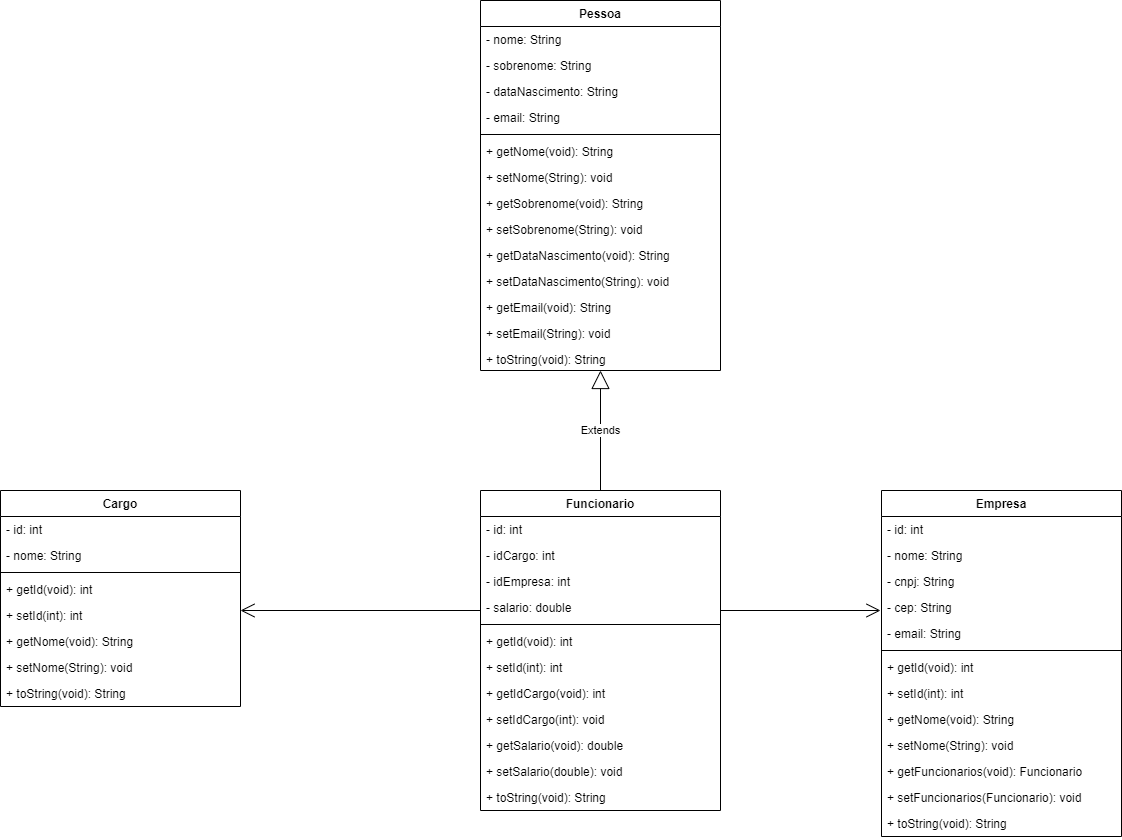 Pessoa
- nome: String
- sobrenome: String
- dataNascimento: String
- email: String
+ getNome(void): String
+ setNome(String): void
+ getSobrenome(void): String
+ setSobrenome(String): void
+ getDataNascimento(void): String
+ setDataNascimento(String): void
+ getEmail(void): String
+ setEmail(String): void
+ toString(void): String
Extends
Cargo
- id: int
- nome: String
+ getId(void): int
+ setId(int): int
+ getNome(void): String
+ setNome(String): void
+ toString(void): String
Funcionario
- id: int
- idCargo: int
- idEmpresa: int
- salario: double
+ getId(void): int
+ setId(int): int
+ getIdCargo(void): int
+ setIdCargo(int): void
+ getSalario(void): double
+ setSalario(double): void
+ toString(void): String
Empresa
- id: int
- nome: String
- cnpj: String
- cep: String
- email: String
+ getId(void): int
+ setId(int): int
+ getNome(void): String
+ setNome(String): void
+ getFuncionarios(void): Funcionario
+ setFuncionarios(Funcionario): void
+ toString(void): String